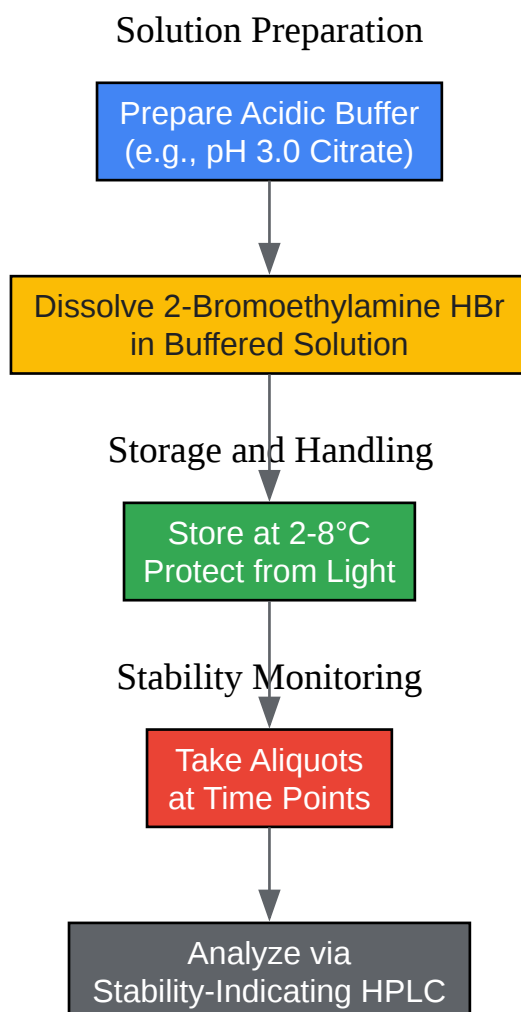 Solution Preparation
Prepare Acidic Buffer
(e.g., pH 3.0 Citrate)
Dissolve 2-Bromoethylamine HBr
in Buffered Solution
Storage and Handling
Store at 2-8°C
Protect from Light
Stability Monitoring
Take Aliquots
at Time Points
Analyze via
Stability-Indicating HPLC